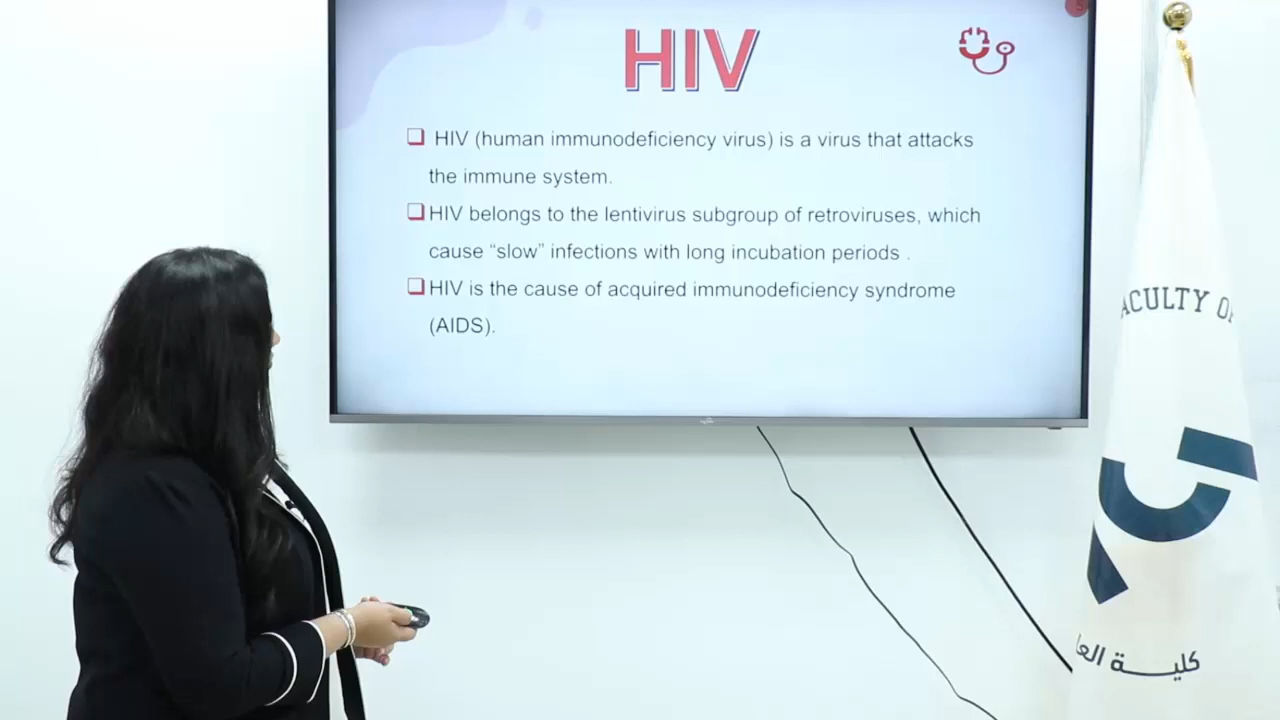 HIV
HIV (human immunodeficiency virus) is a virus that attacks
the immune system.
HIV belongs to the lentivirus subgroup of retroviruses, which
cause “slow” infections with long incubation periods .
HIV is the cause of acquired immunodeficiency syndrome
(AIDS).
ACULTY O
كليـــة العا